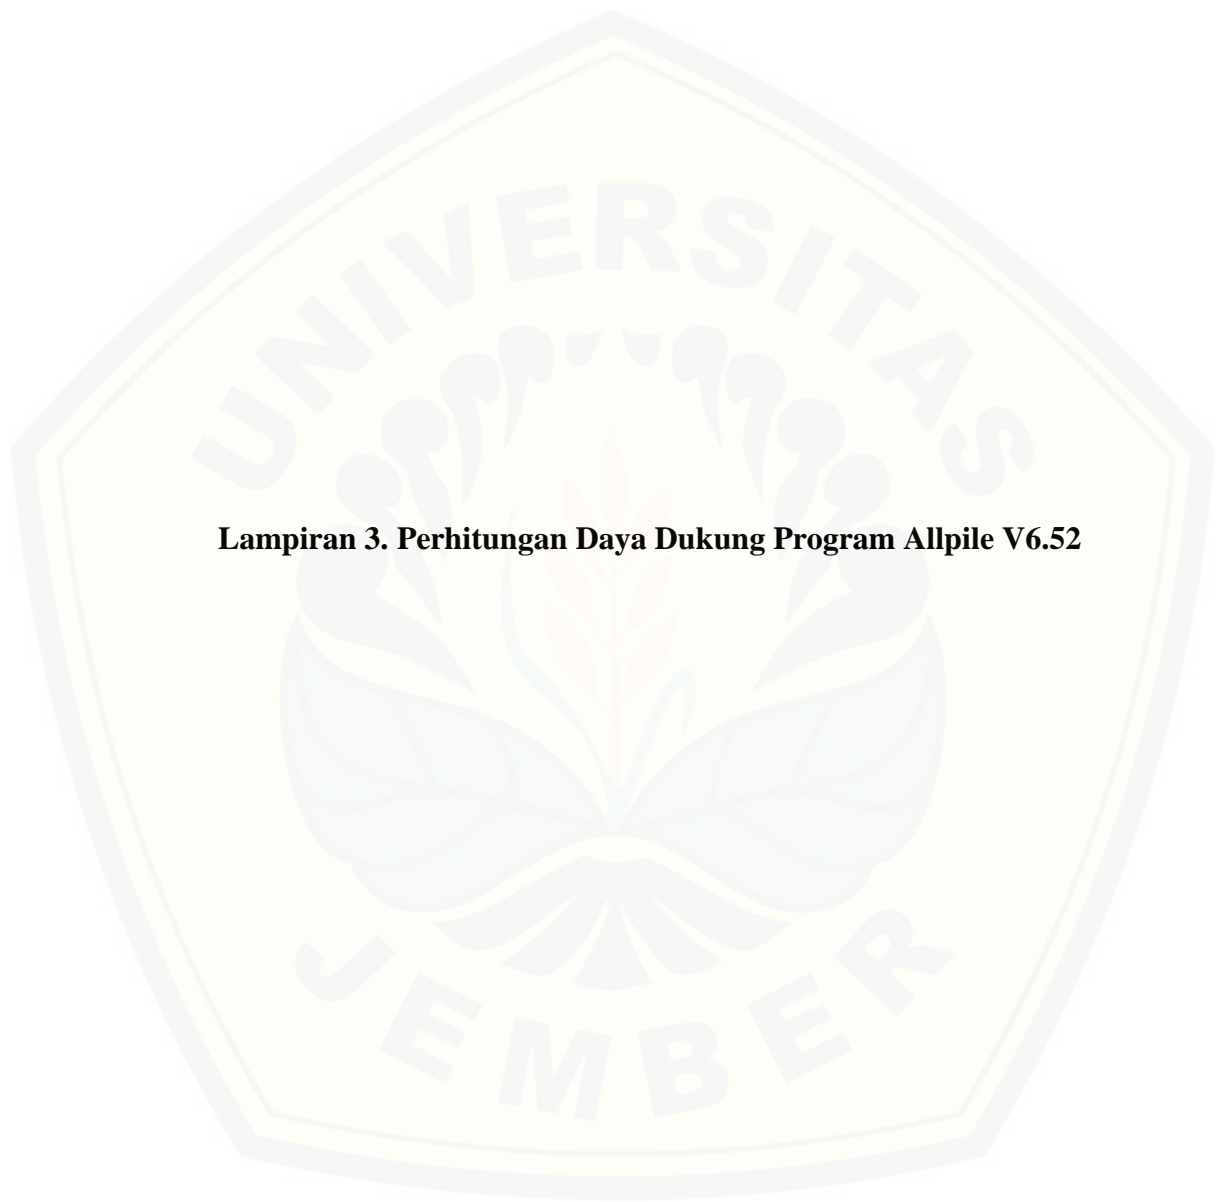 UNIVERSITAS
Lampiran 3. Perhitungan Daya Dukung Program Allpile V6.52
JEMBER